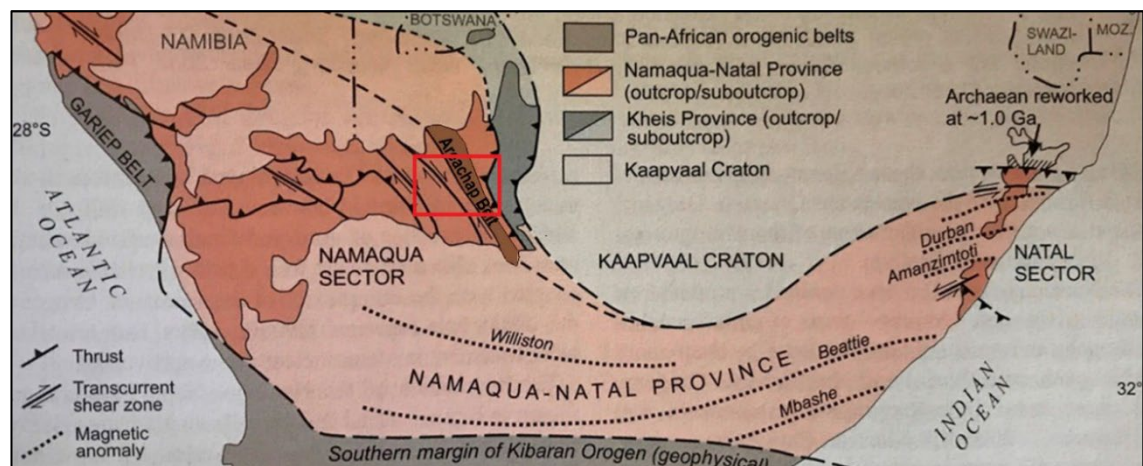 BOTSWANA
NAMIBIA
SWAZI-
LAND
MOZ.
Pan-African orogenic belts
Namaqua-Natal Province
(outcrop/suboutcrop)
Kheis Province (outcrop/
suboutcrop)
Kaapvaal Craton
Archaean reworked
at ~1.0 Ga
28°S
GARIEP BELT
ATLANTIC
OCEAN
NAMAQUA
SECTOR
KAAPVAAL CRATON
Durban
Amanzimtoti
NATAL
SECTOR
Williston
NAMAQUA-NATAL PROVINCE
Beattie
Mbashe
32°
INDIAN
OCEAN
Thrust
Transcurrent
shear zone
Magnetic
anomaly
Southern margin of Kibaran Orogen (geophysical)